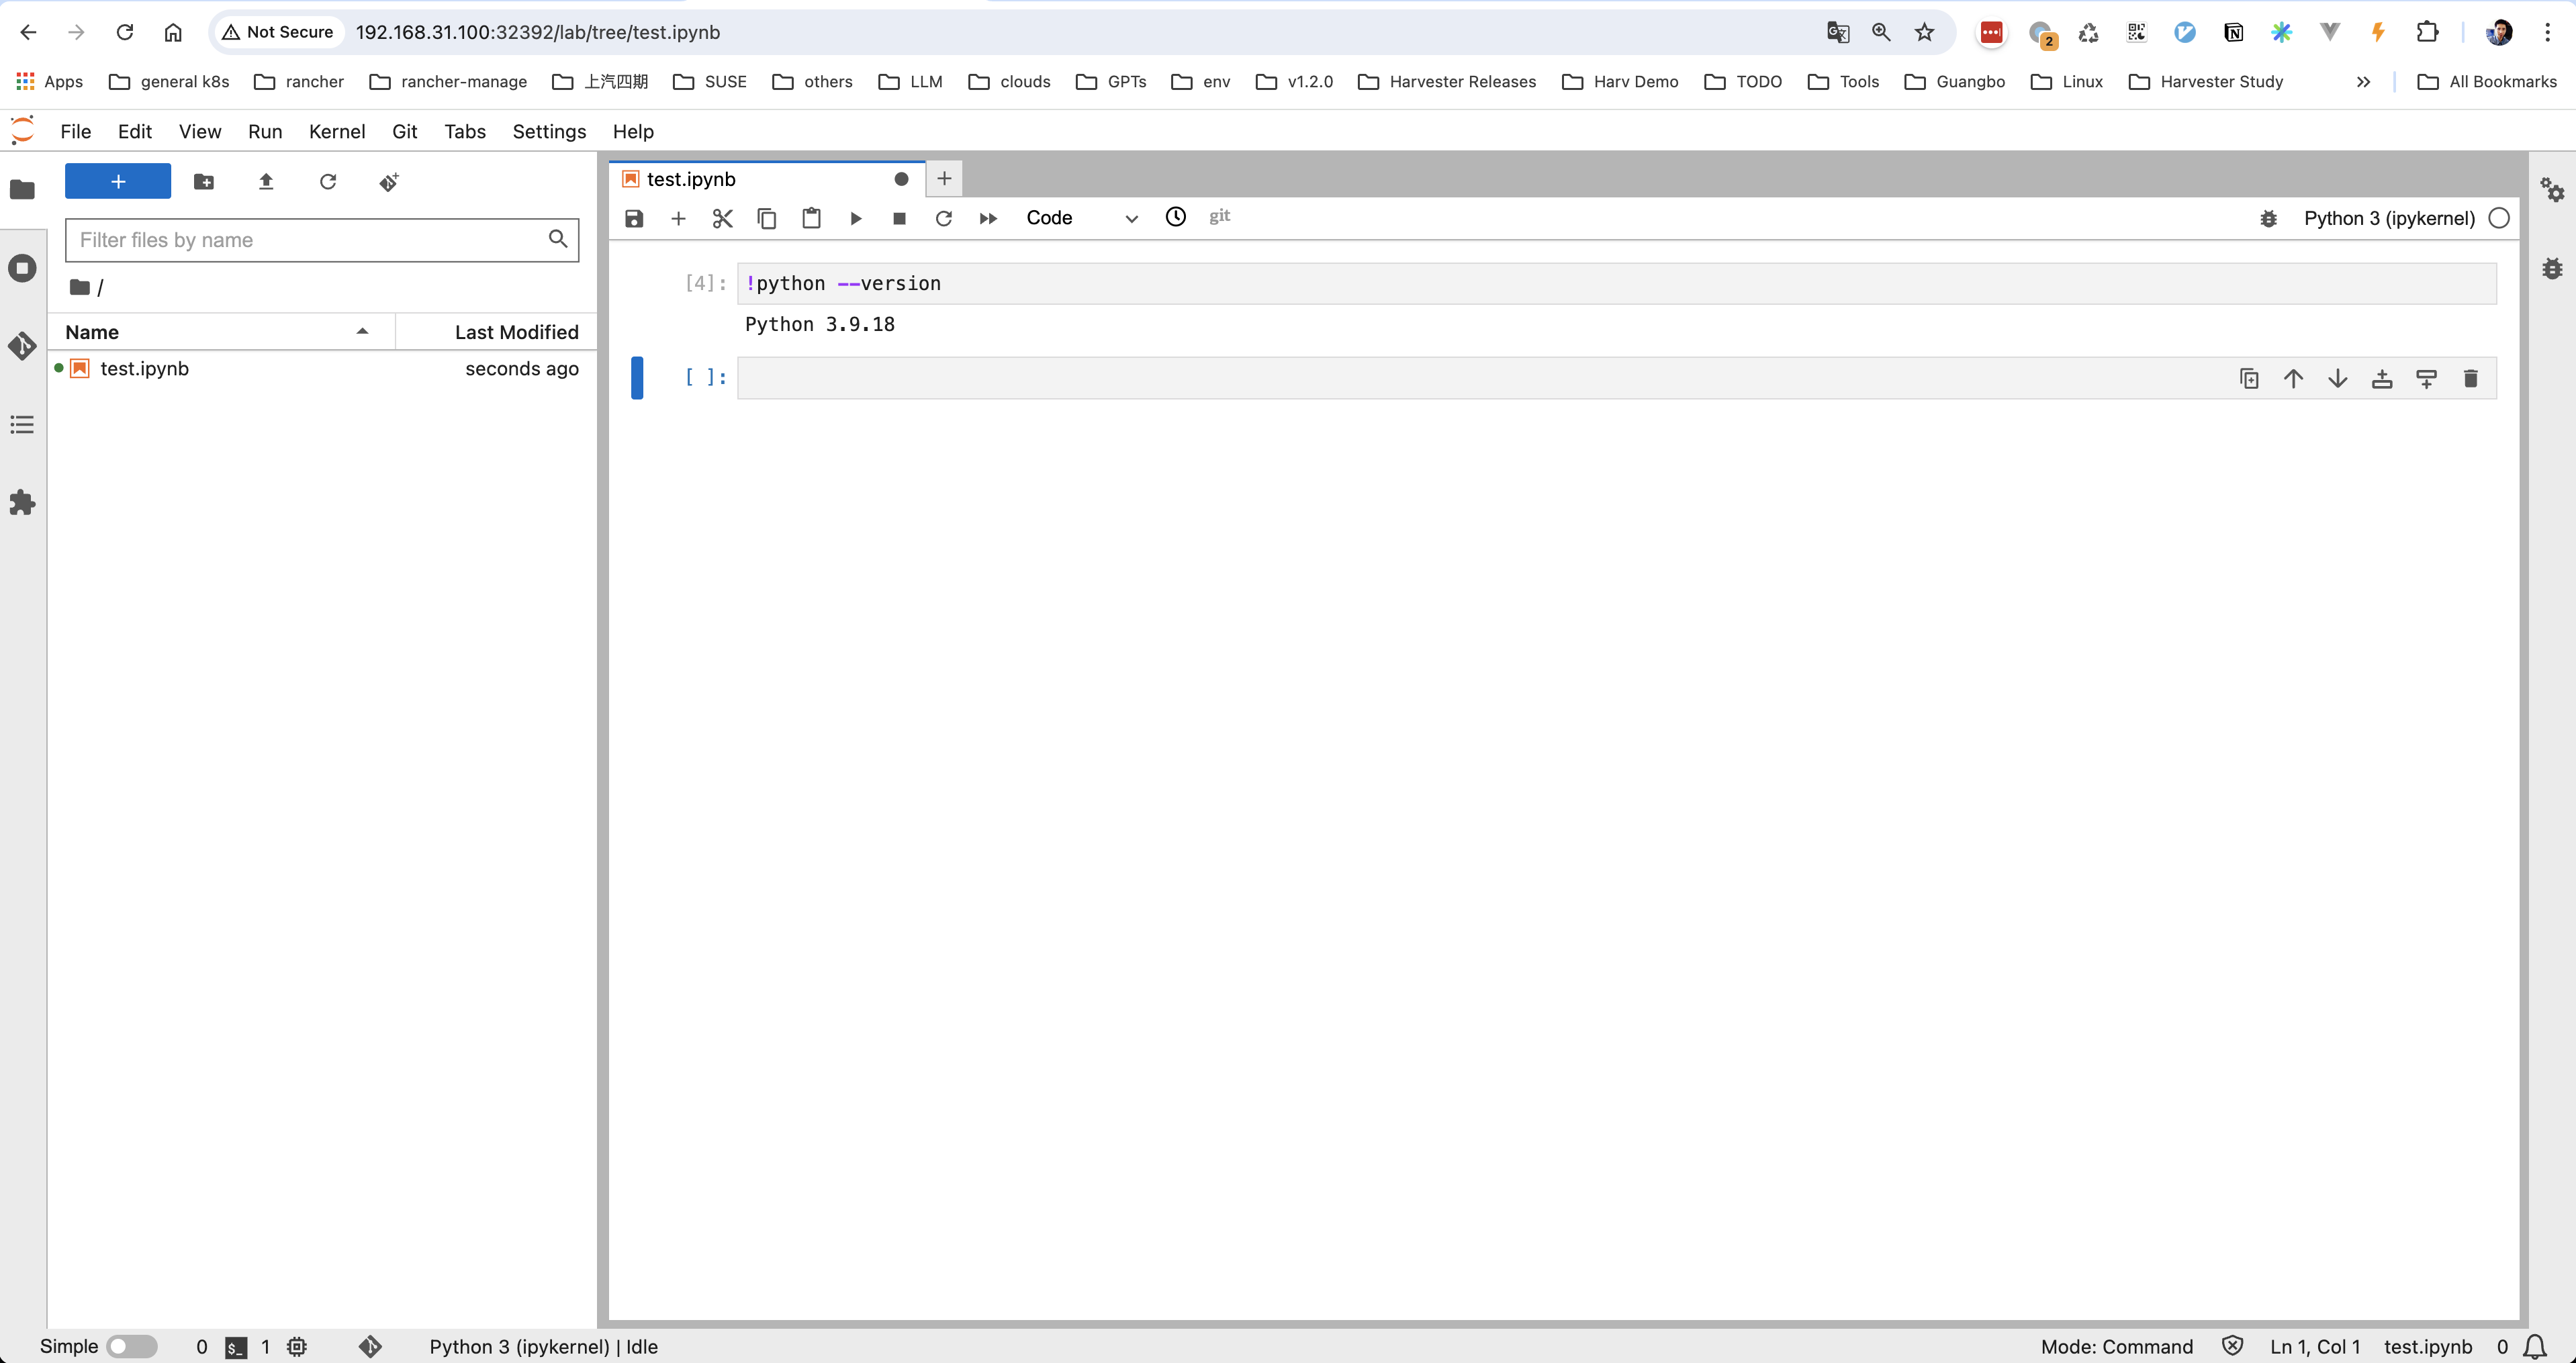 Not Secure 192.168.31.100:32392/lab/tree/test.ipynb 2
Apps general k8s rancher rancher-manage 上汽四期 SUSE others LLM clouds GPTs env v1.2.0 Harvester Releases Harv Demo TODO Tools Guangbo Linux Harvester Study » All Bookmarks
File Edit View Run Kernel Git Tabs Settings Help
test.ipynb
Code git Python 3 (ipykernel)
Filter files by name
/
Name Last Modified
test.ipynb seconds ago
[4]: !python --version
Python 3.9.18
[ ]:
Simple 0 $_ 1 Python 3 (ipykernel) | Idle Mode: Command Ln 1, Col 1 test.ipynb 0